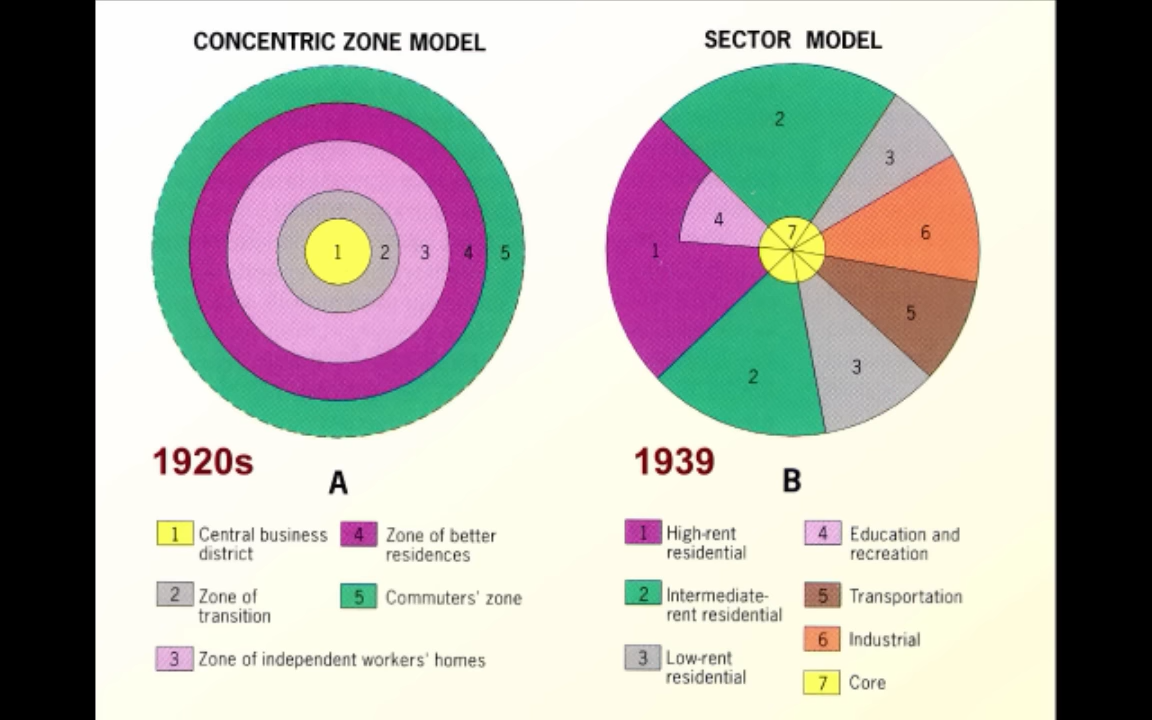 CONCENTRIC ZONE MODEL
1
2
3
4
5
1920s
A
1 Central business
district
2 Zone of
transition
3 Zone of independent workers' homes
4 Zone of better
residences
5 Commuters' zone
SECTOR MODEL
2
3
4
7
6
1
5
3
2
1939
B
1 High-rent
residential
2 Intermediate-
rent residential
3 Low-rent
residential
4 Education and
recreation
5 Transportation
6 Industrial
7 Core